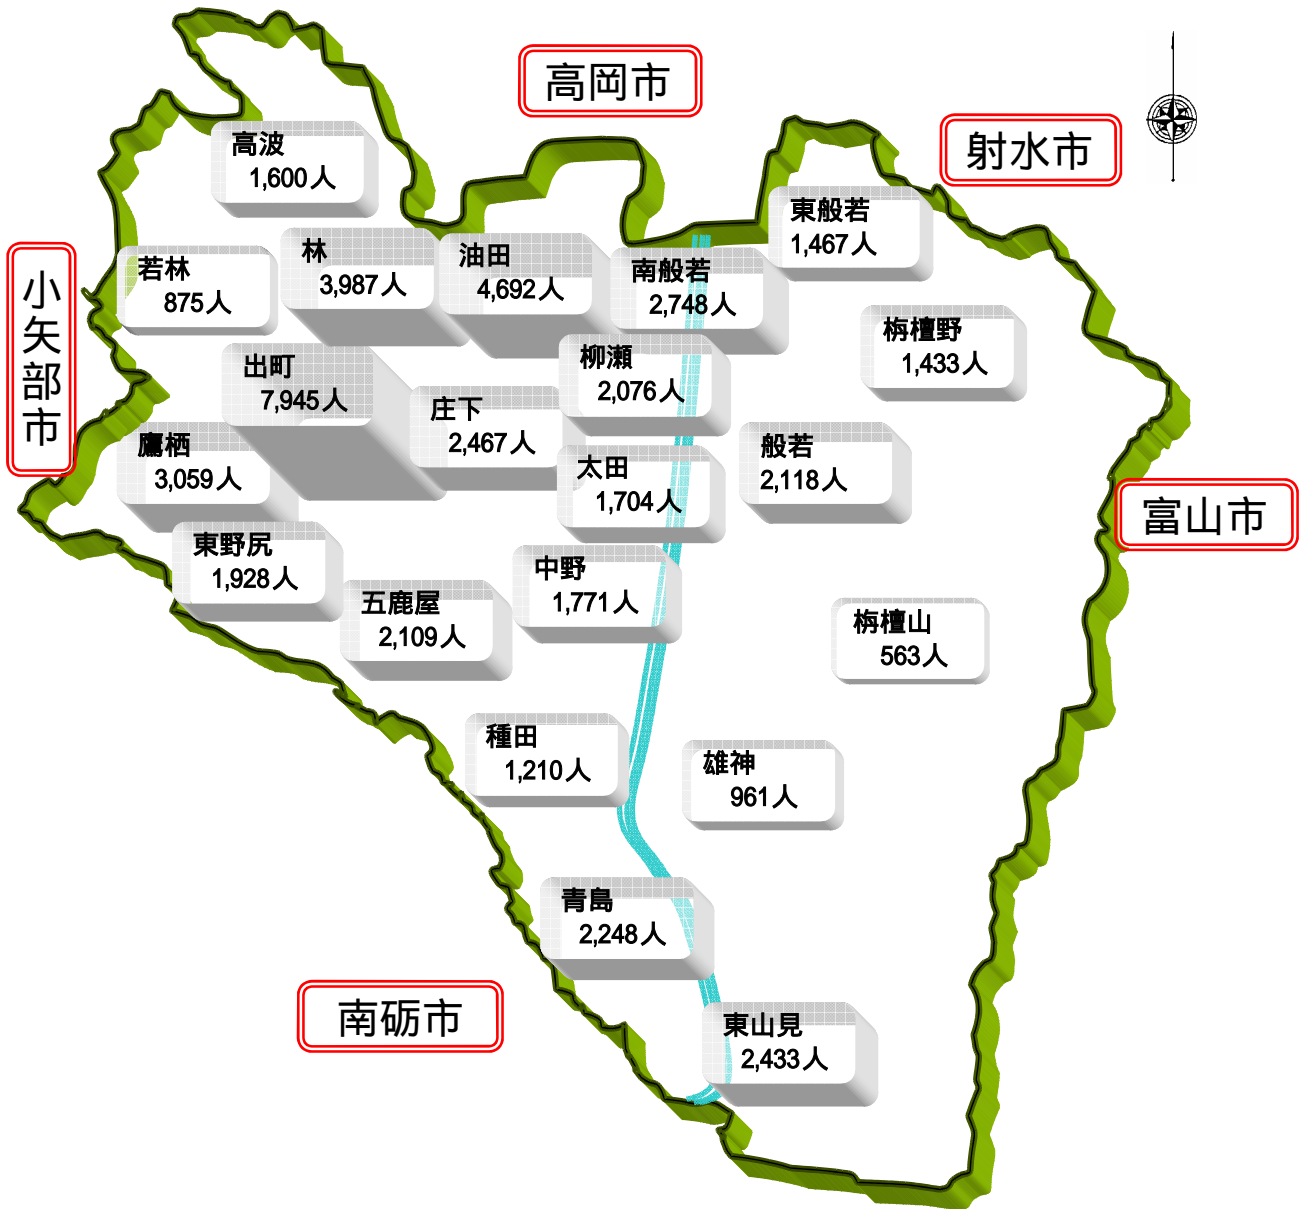 高岡市
射水市
高波
1,600人
東般若
1,467人
林
3,987人
油田
4,692人
南般若
2,748人
若林
875人
小矢部市
栴檀野
1,433人
柳瀬
2,076人
出町
7,945人
庄下
2,467人
鷹栖
3,059人
太田
1,704人
般若
2,118人
富山市
東野尻
1,928人
中野
1,771人
五鹿屋
2,109人
栴檀山
563人
種田
1,210人
雄神
961人
青島
2,248人
南砺市
東山見
2,433人